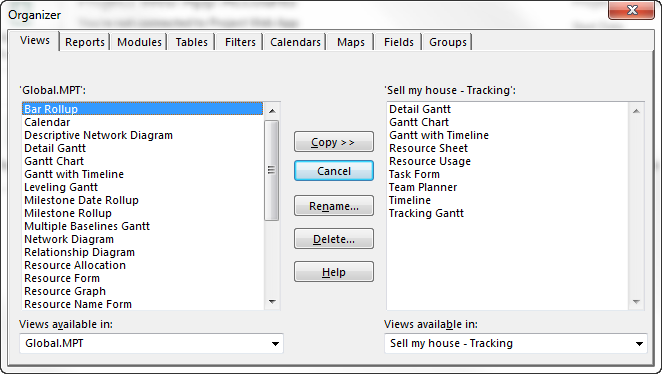 Organizer
Views Reports Modules Tables Filters Calendars Maps Fields Groups
'Global.MPT':
Bar Rollup
Calendar
Descriptive Network Diagram
Detail Gantt
Gantt Chart
Gantt with Timeline
Leveling Gantt
Milestone Date Rollup
Milestone Rollup
Multiple Baselines Gantt
Network Diagram
Relationship Diagram
Resource Allocation
Resource Form
Resource Graph
Resource Name Form
Views available in:
Global.MPT
Copy >>
Cancel
Rename...
Delete...
Help
'Sell my house - Tracking':
Detail Gantt
Gantt Chart
Gantt with Timeline
Resource Sheet
Resource Usage
Task Form
Team Planner
Timeline
Tracking Gantt
Views available in:
Sell my house - Tracking